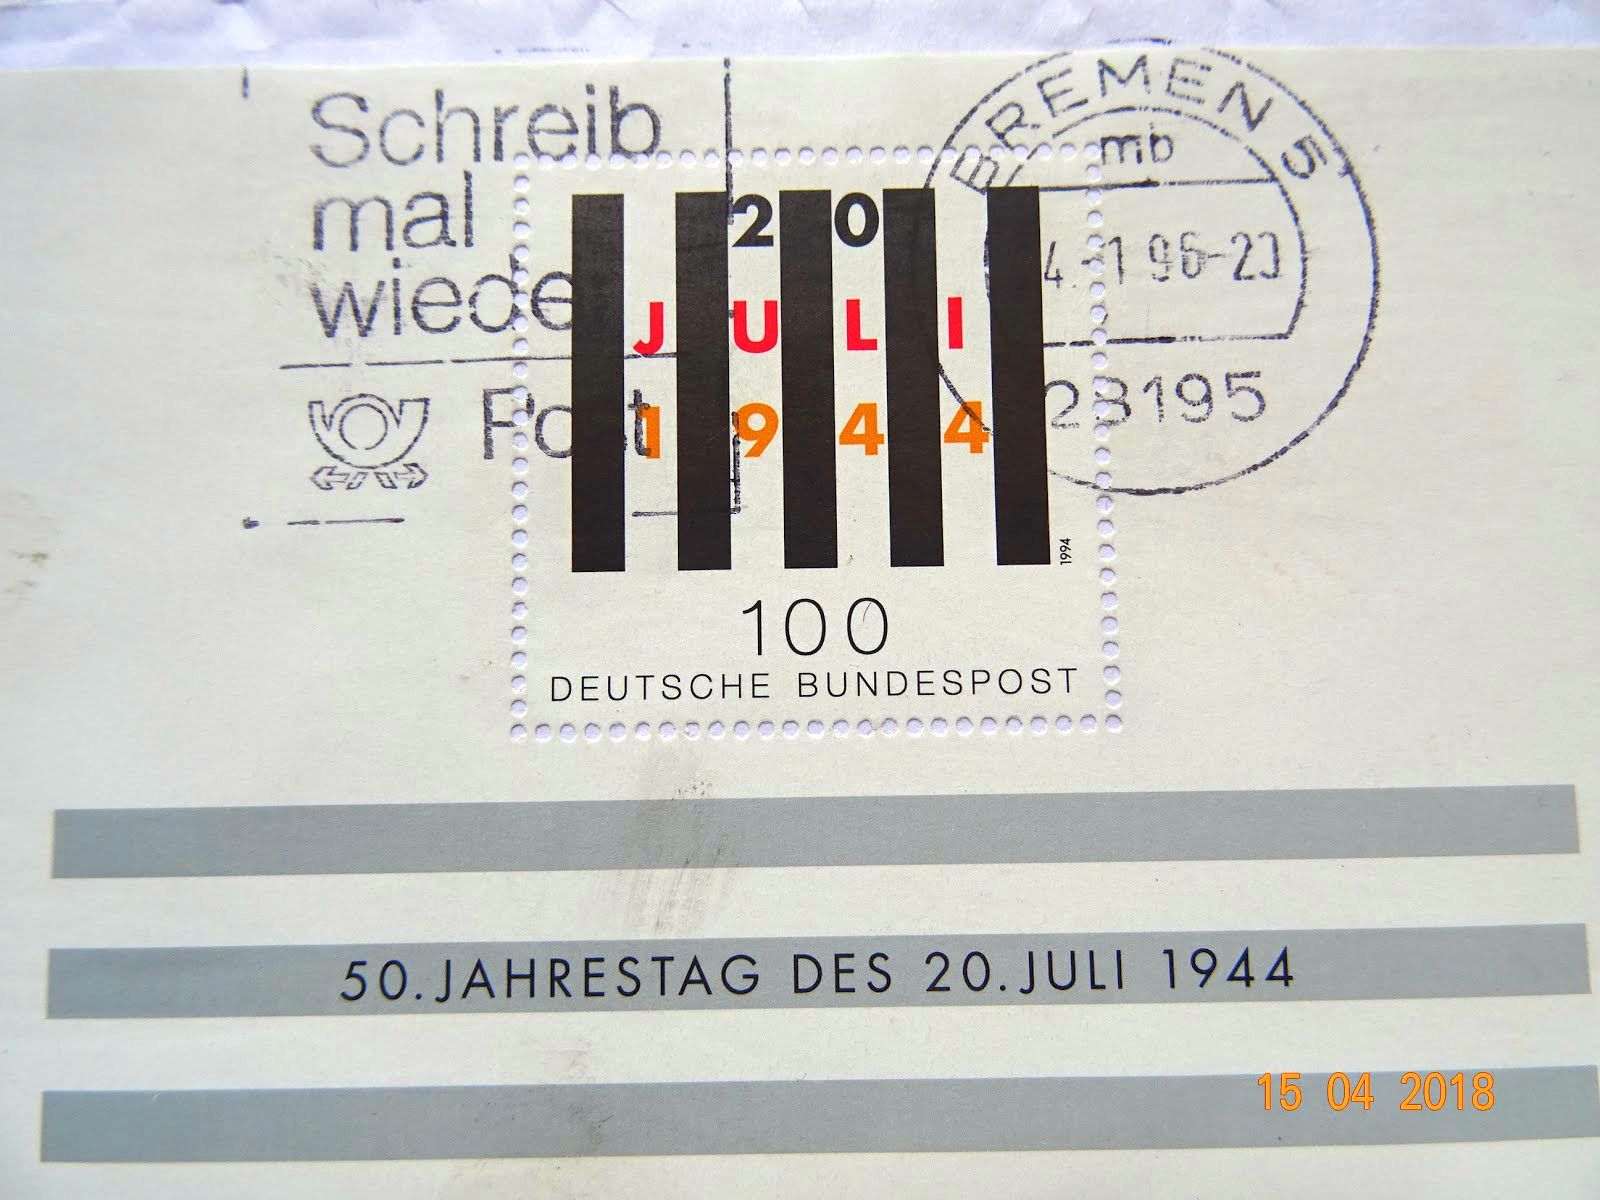 Schreib
mal
wiede
Post
BREMEN 5
mb
4.-1 96-20
28195
20
JULI
1944
1994
100
DEUTSCHE BUNDESPOST
50. JAHRESTAG DES 20. JULI 1944
15 04 2018